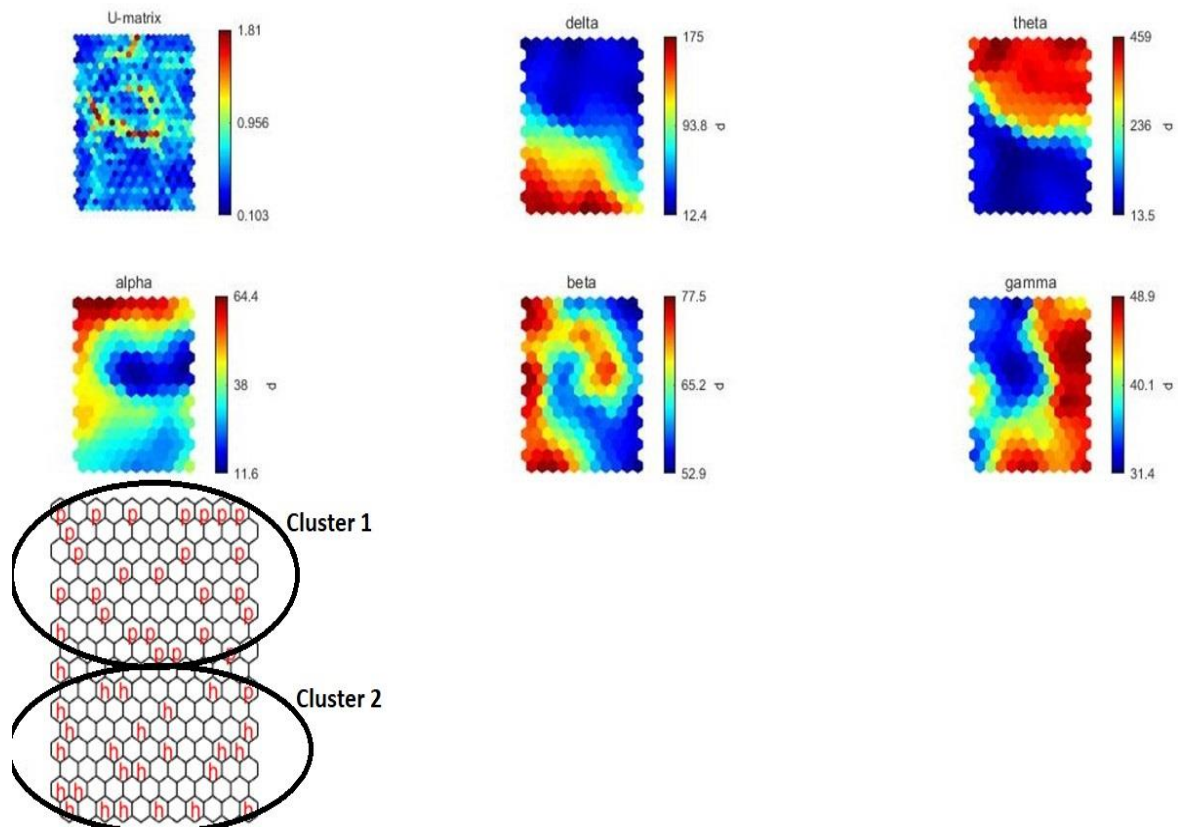 U-matrix
1.81
0.956
0.103
delta
175
93.8
d
12.4
theta
459
236
d
13.5
alpha
64.4
38
d
11.6
beta
77.5
65.2
d
52.9
gamma
48.9
40.1
d
31.4
p p p p p p p
Cluster 1
p
p p p
p p
p p p p
p p
h p p p
p p p
h
h h h p
Cluster 2
h h
h h h
h h h h h
h h h
h h
h h h h h h